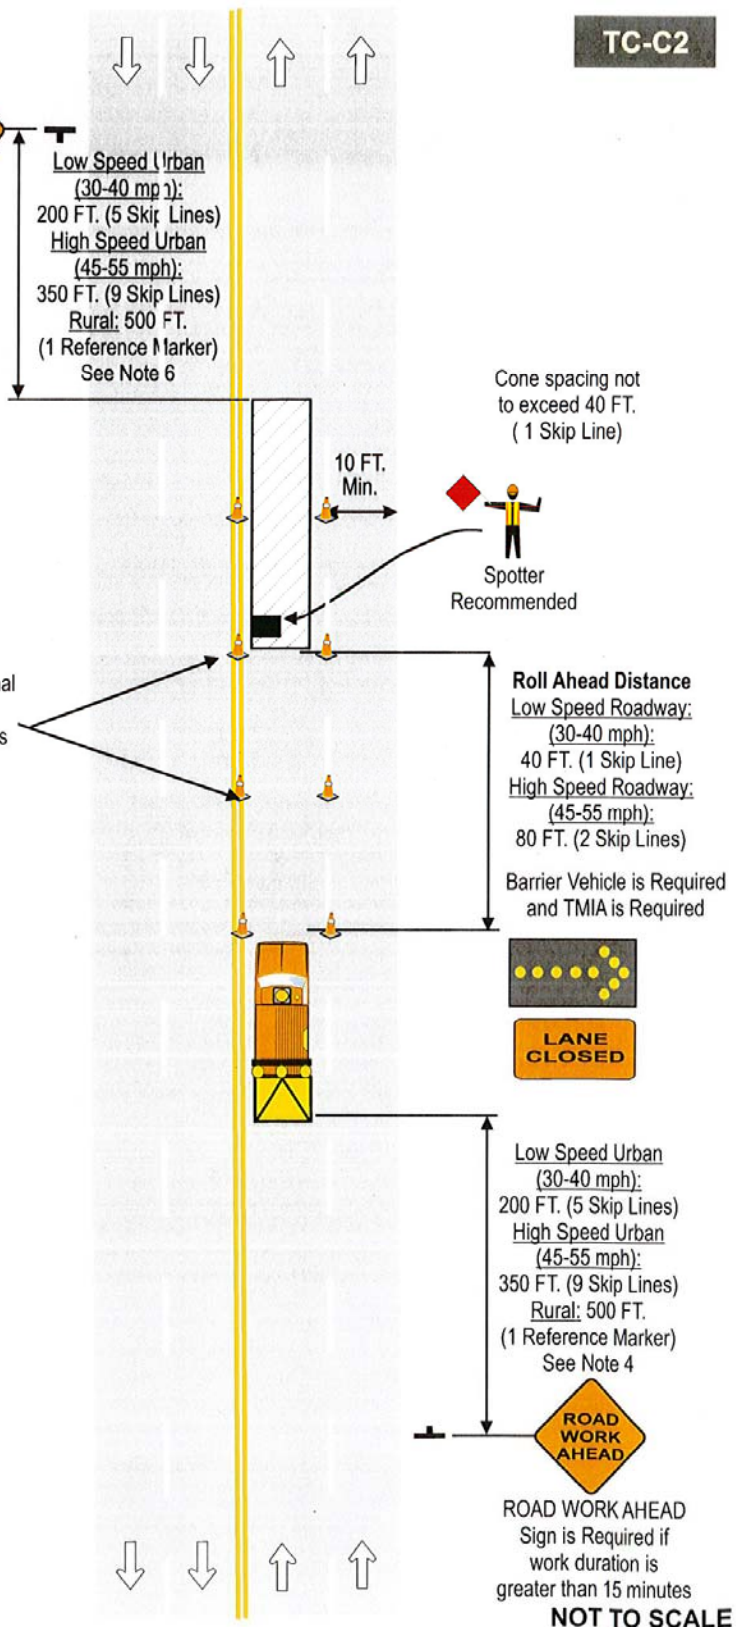 TC-C2
Low Speed Urban
(30-40 mph):
200 FT. (5 Skip Lines)
High Speed Urban
(45-55 mph):
350 FT. (9 Skip Lines)
Rural: 500 FT.
(1 Reference Marker)
See Note 6
Cone spacing not
to exceed 40 FT.
( 1 Skip Line)
10 FT.
Min.
Spotter
Recommended
nal
s
Roll Ahead Distance
Low Speed Roadway:
(30-40 mph):
40 FT. (1 Skip Line)
High Speed Roadway:
(45-55 mph):
80 FT. (2 Skip Lines)
Barrier Vehicle is Required
and TMIA is Required
LANE
CLOSED
Low Speed Urban
(30-40 mph):
200 FT. (5 Skip Lines)
High Speed Urban
(45-55 mph):
350 FT. (9 Skip Lines)
Rural: 500 FT.
(1 Reference Marker)
See Note 4
ROAD
WORK
AHEAD
ROAD WORK AHEAD
Sign is Required if
work duration is
greater than 15 minutes
NOT TO SCALE